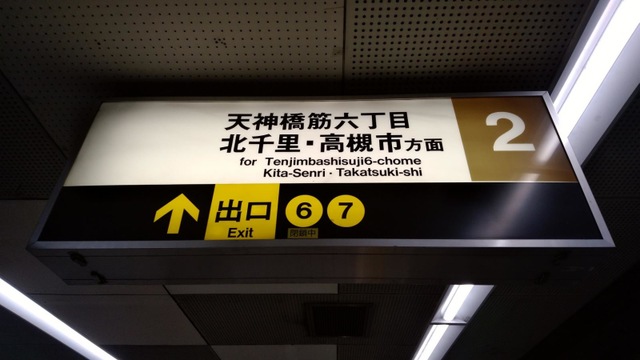 天神橋筋六丁目
北千里・高槻市方面
for Tenjimbashisuji6-chome
Kita-Senri・Takatsuki-shi
2
↑ 出口 6 7
Exit 閉鎖中